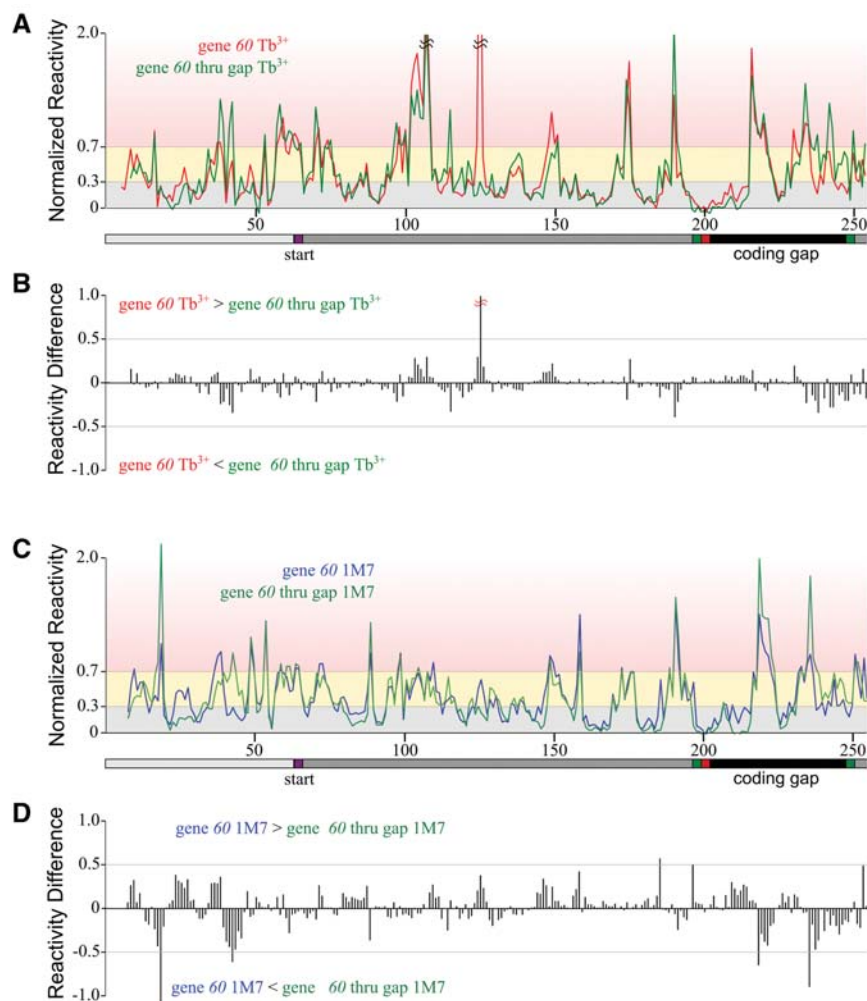 A
Normalized Reactivity
2.0
0.7
0.3
0
gene 60 Tb³⁺
gene 60 thru gap Tb³⁺
50
100
150
200
250
start
coding gap
B
Reactivity Difference
1.0
0.5
0
-0.5
-1.0
gene 60 Tb³⁺ > gene 60 thru gap Tb³⁺
gene 60 Tb³⁺ < gene 60 thru gap Tb³⁺
C
Normalized Reactivity
2.0
0.7
0.3
0
gene 60 1M7
gene 60 thru gap 1M7
50
100
150
200
250
start
coding gap
D
Reactivity Difference
1.0
0.5
0
-0.5
-1.0
gene 60 1M7 > gene 60 thru gap 1M7
gene 60 1M7 < gene 60 thru gap 1M7